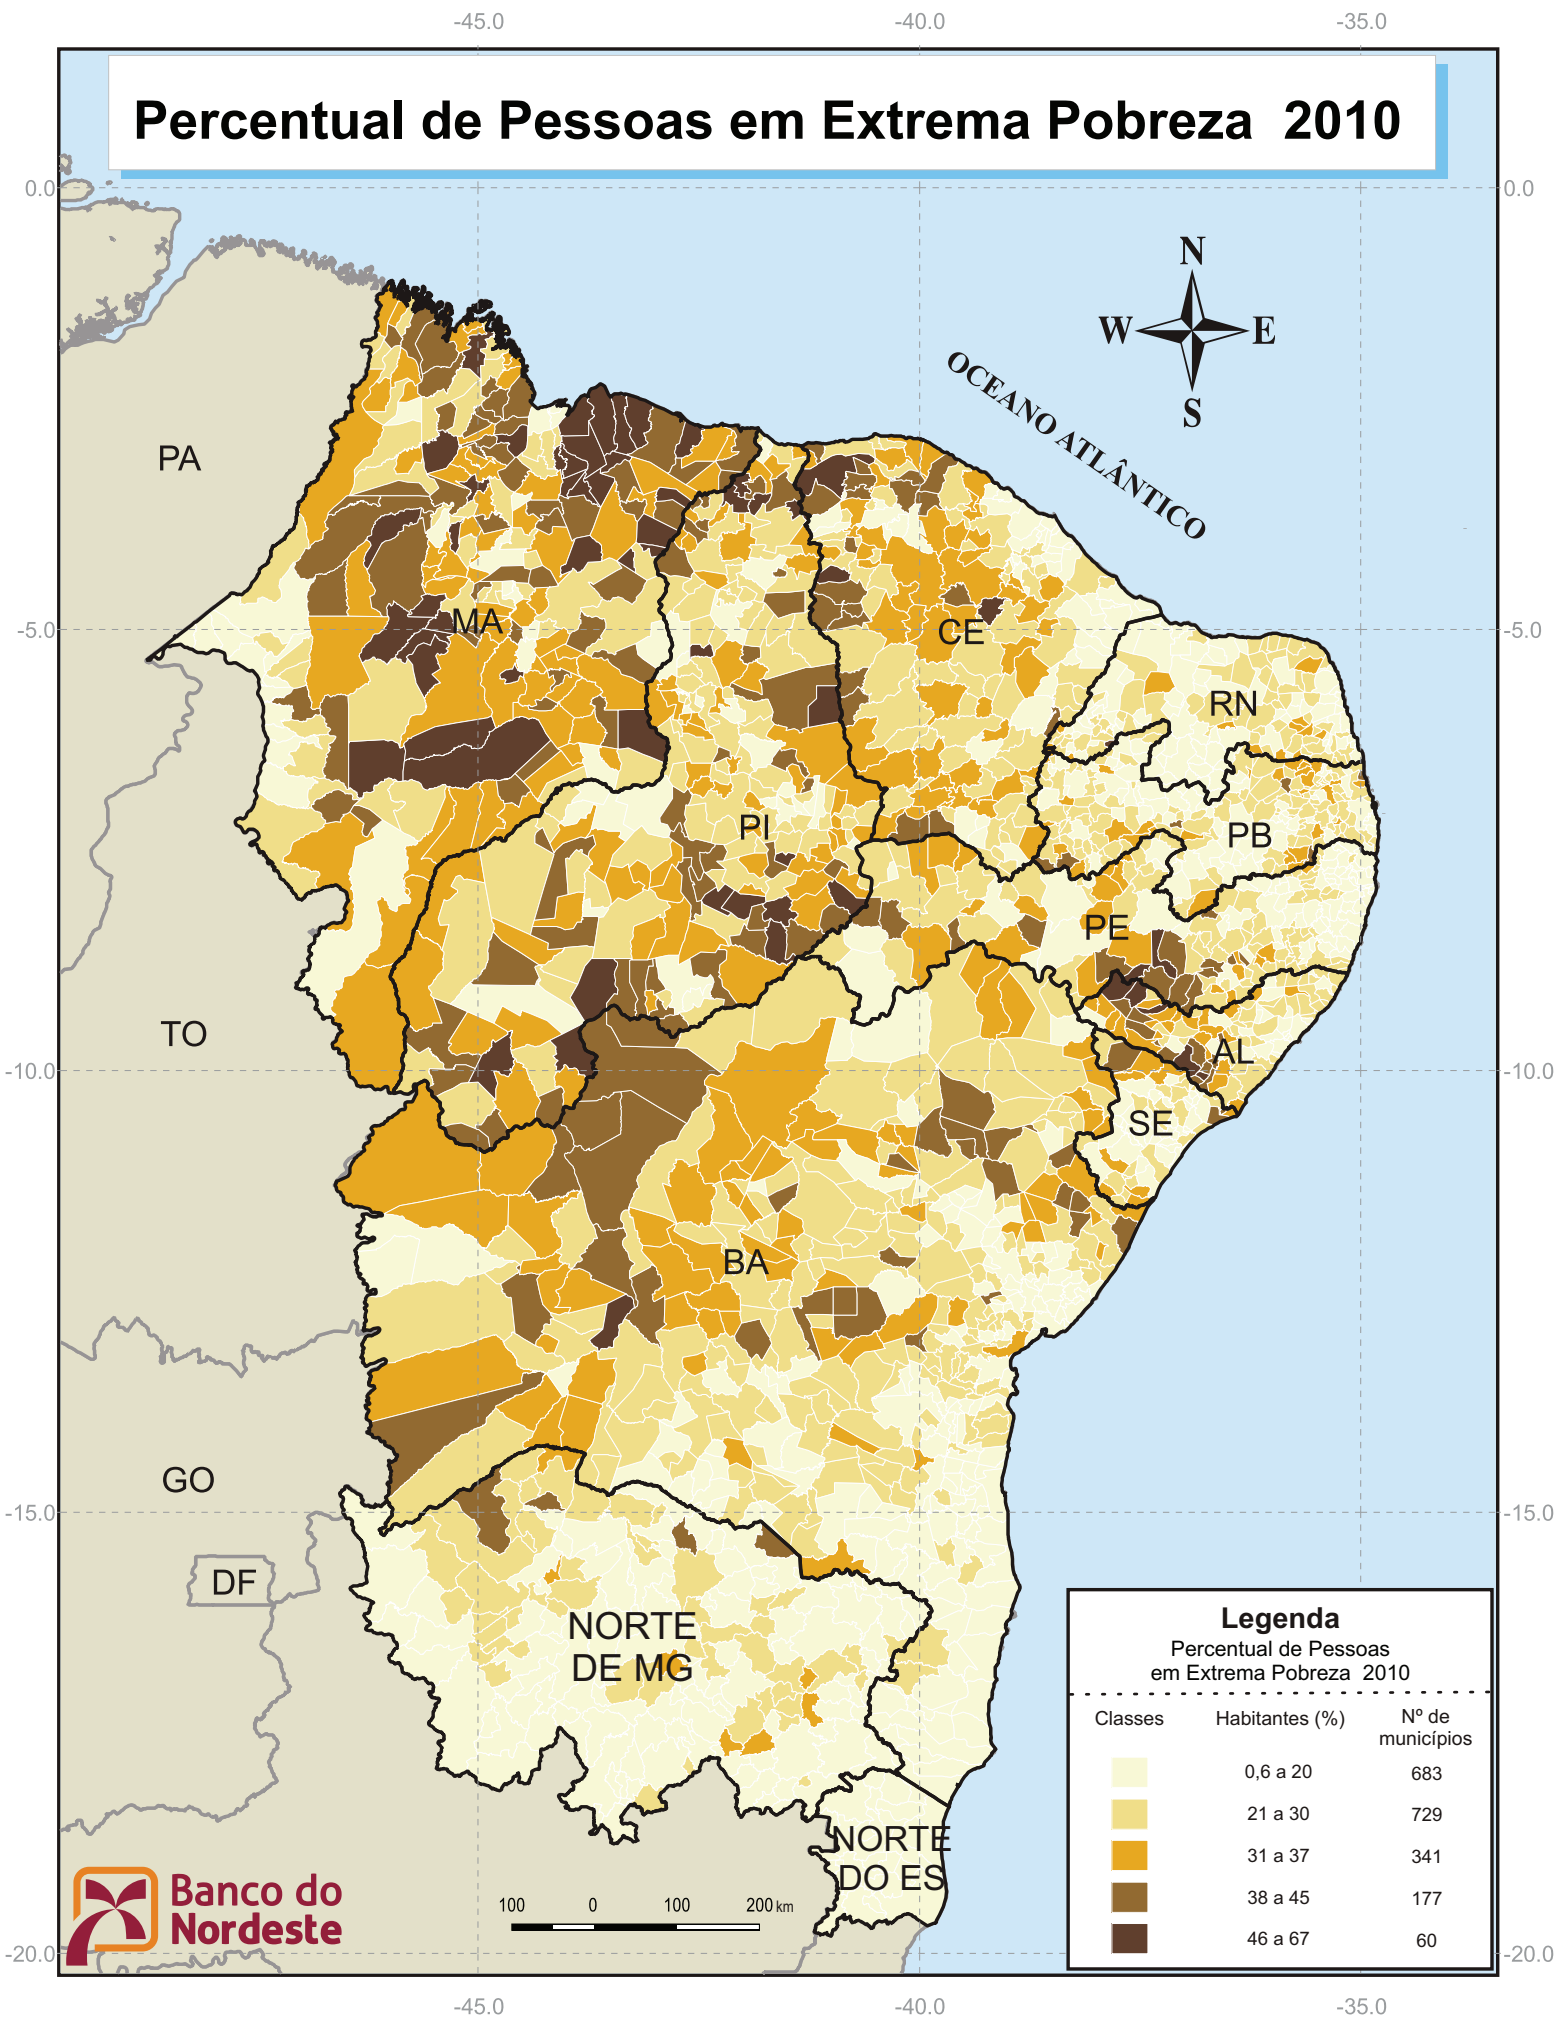 -45.0 -40.0 -35.0
Percentual de Pessoas em Extrema Pobreza 2010
0.0 0.0
N
W E
S
OCEANO ATLÂNTICO
PA
MA
CE
-5.0 -5.0
RN
PI
PB
PE
TO
AL
-10.0 -10.0
SE
BA
GO
-15.0 -15.0
DF
NORTE
DE MG
NORTE
DO ES
Legenda
Percentual de Pessoas
em Extrema Pobreza 2010
Classes Habitantes (%) Nº de
municípios
0,6 a 20 683
21 a 30 729
31 a 37 341
38 a 45 177
46 a 67 60
Banco do
Nordeste
100 0 100 200 km
-20.0 -20.0
-45.0 -40.0 -35.0